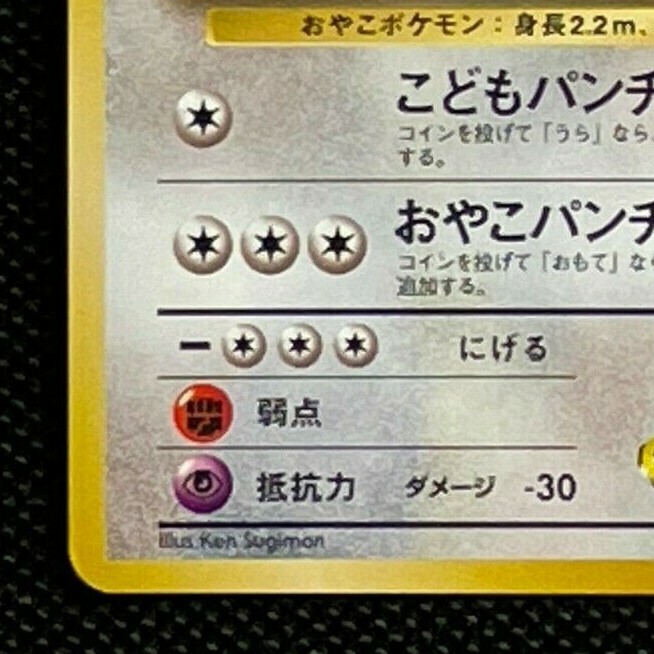 おやこポケモン：身長2.2m、
こどもパンチ
コインを投げて「うら」なら
する。
おやこパンチ
コインを投げて「おもて」なら
追加する。
にげる
弱点
抵抗力 ダメージ -30
Illus. Ken Sugimori